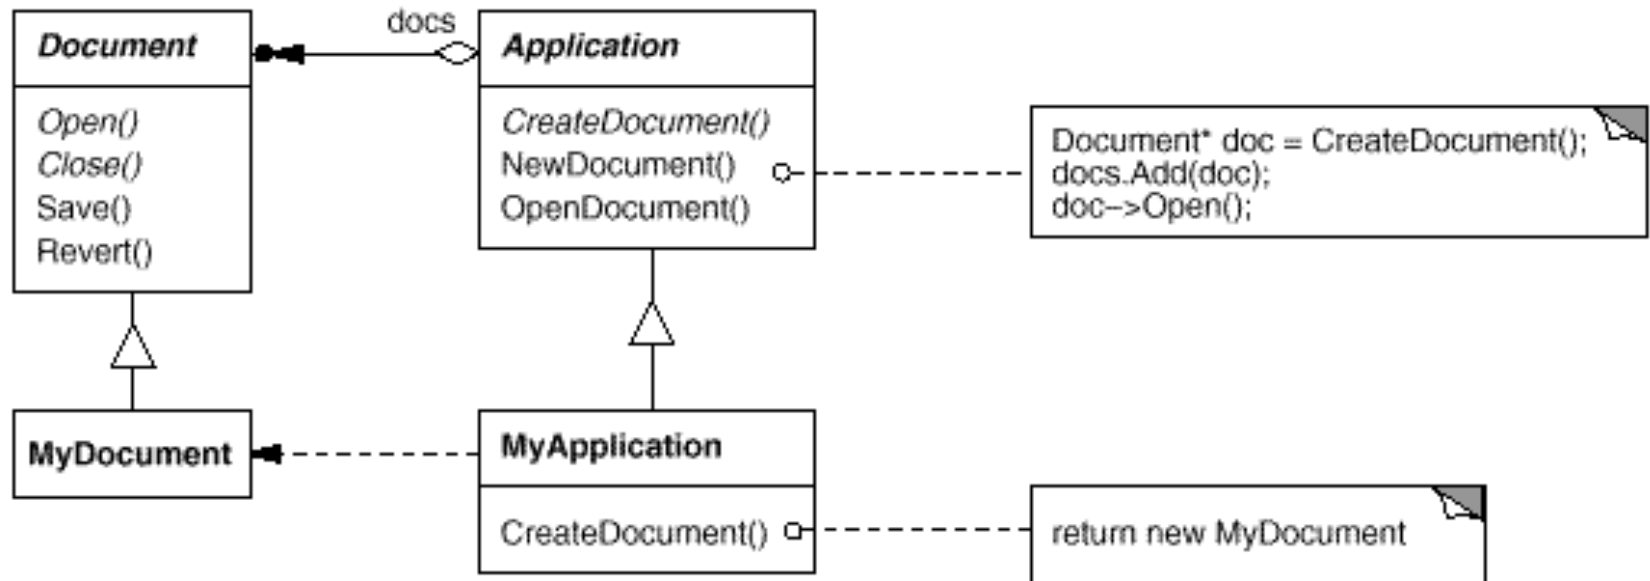 Document
Open()
Close()
Save()
Revert()
docs
Application
CreateDocument()
NewDocument()
OpenDocument()
Document* doc = CreateDocument();
docs.Add(doc);
doc->Open();
MyDocument
MyApplication
CreateDocument()
return new MyDocument